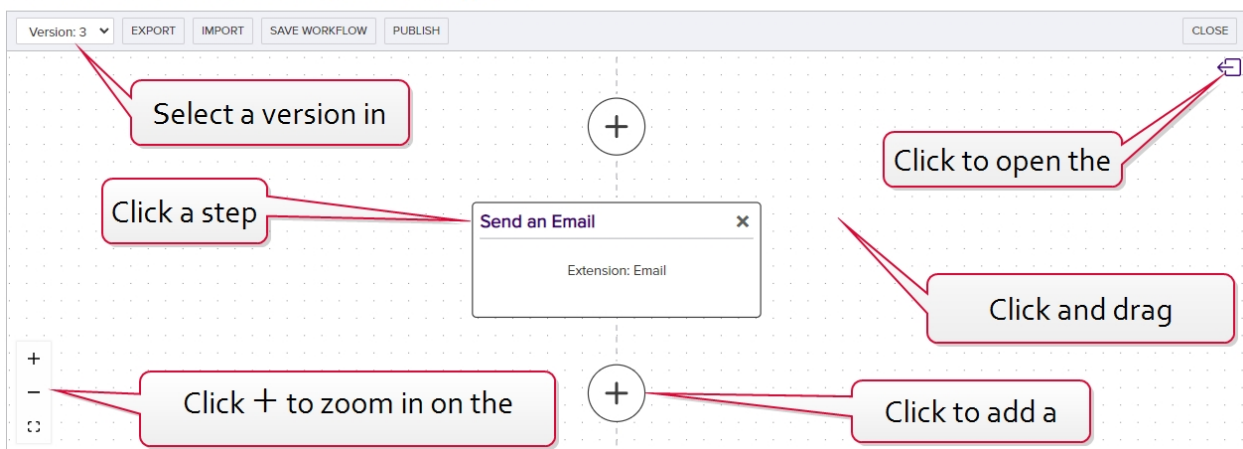 Version: 3 EXPORT IMPORT SAVE WORKFLOW PUBLISH CLOSE
Select a version in
Click to open the
Click a step
Send an Email
Extension: Email
Click and drag
Click + to zoom in on the
Click to add a